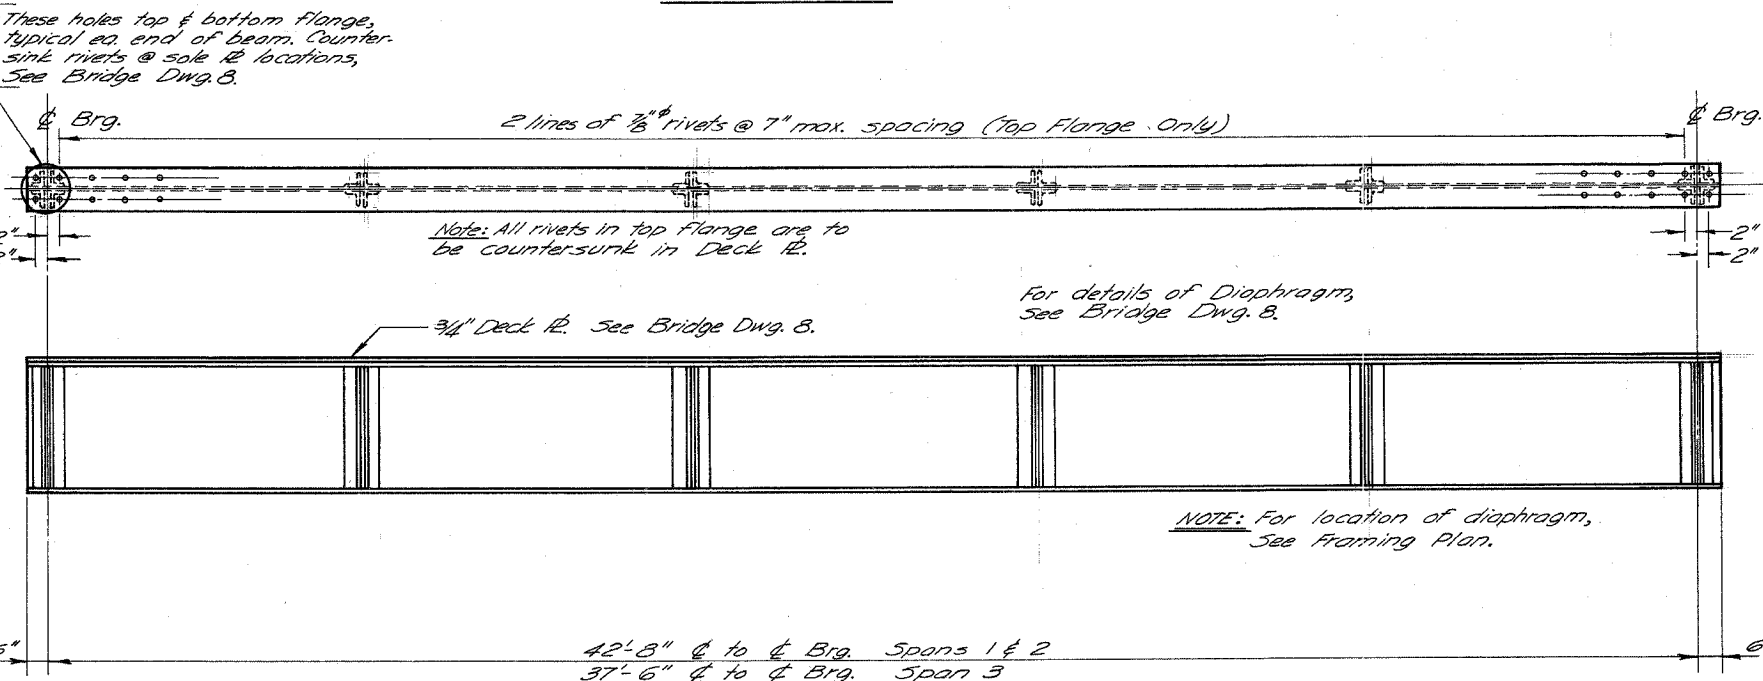 These holes top & bottom flange,
typical ea. end of beam. Counter-
sink rivets @ sole ⅊ locations,
See Bridge Dwg. 8.
℄ Brg.
2 lines of 7/8"φ rivets @ 7" max. spacing (Top Flange Only)
℄ Brg.
Note: All rivets in top flange are to
be countersunk in Deck ⅊.
2"
2"
For details of Diaphragm,
See Bridge Dwg. 8.
3/4" Deck ⅊. See Bridge Dwg. 8.
NOTE: For location of diaphragm,
See Framing Plan.
42'-8" ℄ to ℄ Brg. Spans 1 & 2
37'-6" ℄ to ℄ Brg. Span 3
6